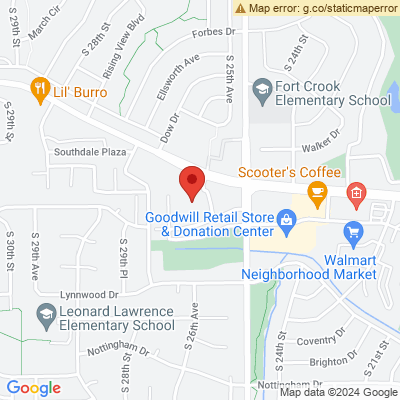 Map error: g.co/staticmaperror
S 29th St
March Cir
S 28th St
Rising View Blvd
Forbes Dr
Ellsworth Ave
S 25th Ave
S 24th St
Lil' Burro
Dow Dr
Fort Crook
Elementary School
S 29th St
Southdale Plaza
Walker Dr
Scooter's Coffee
Goodwill Retail Store
& Donation Center
Walmart
Neighborhood Market
S 30th St
S 29th Ave
S 29th Pl
Lynnwood Dr
Leonard Lawrence
Elementary School
S 26th Ave
Nottingham Dr
S 28th St
Coventry Dr
S 24th St
Brighton Dr
S 21st St
Nottingham Dr
Google
Map data ©2024 Google